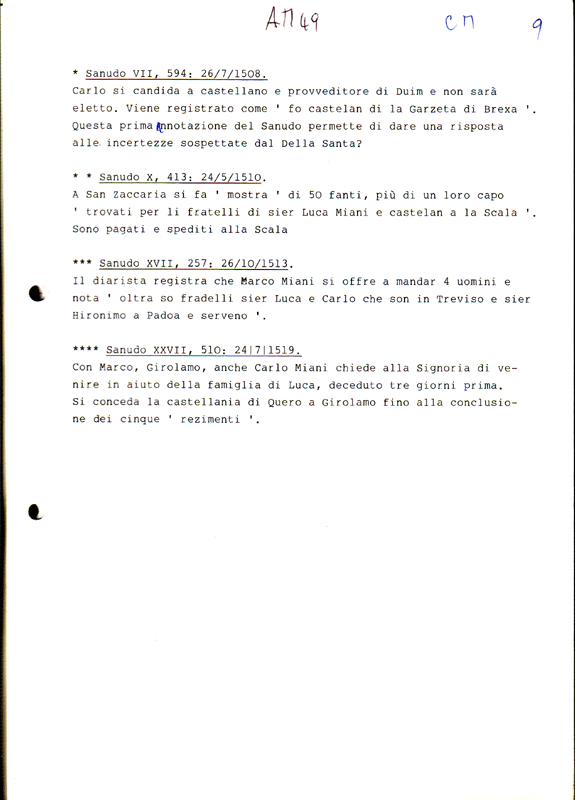 AM 49
CM
9
* Sanudo VII, 594: 26/7/1508.
Carlo si candida a castellano e provveditore di Duim e non sarà
eletto. Viene registrato come ' fo castelan di la Garzeta di Brexa '.
Questa prima Annotazione del Sanudo permette di dare una risposta
alle incertezze sospettate dal Della Santa?
* * Sanudo X, 413: 24/5/1510.
A San Zaccaria si fa ' mostra ' di 50 fanti, più di un loro capo
' trovati per li fratelli di sier Luca Miani e castelan a la Scala '.
Sono pagati e spediti alla Scala
*** Sanudo XVII, 257: 26/10/1513.
Il diarista registra che Marco Miani si offre a mandar 4 uomini e
nota ' oltra so fradelli sier Luca e Carlo che son in Treviso e sier
Hironimo a Padoa e serveno '.
**** Sanudo XXVII, 510: 24|7|1519.
Con Marco, Girolamo, anche Carlo Miani chiede alla Signoria di ve-
nire in aiuto della famiglia di Luca, deceduto tre giorni prima.
Si conceda la castellania di Quero a Girolamo fino alla conclusio-
ne dei cinque ' rezimenti '.